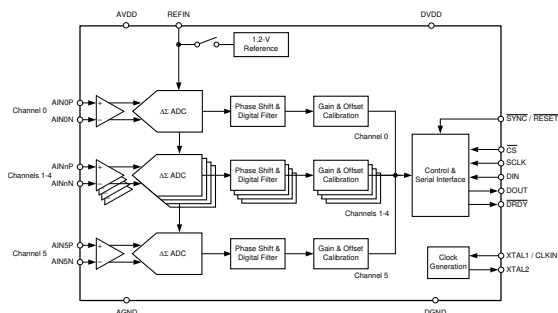 AVDD
REFIN
DVDD
1.2-V
Reference
Channel 0
AIN0P
AIN0N
+
−
ΔΣ ADC
Phase Shift &
Digital Filter
Gain & Offset
Calibration
Channel 0
SYNC / RESET
Channels 1-4
AINnP
AINnN
+
−
ΔΣ ADC
Phase Shift &
Digital Filter
Gain & Offset
Calibration
Channels 1-4
Control &
Serial Interface
CS
SCLK
DIN
DOUT
DRDY
Channel 5
AIN5P
AIN5N
+
−
ΔΣ ADC
Phase Shift &
Digital Filter
Gain & Offset
Calibration
Channel 5
Clock
Generation
XTAL1 / CLKIN
XTAL2
AGND
DGND